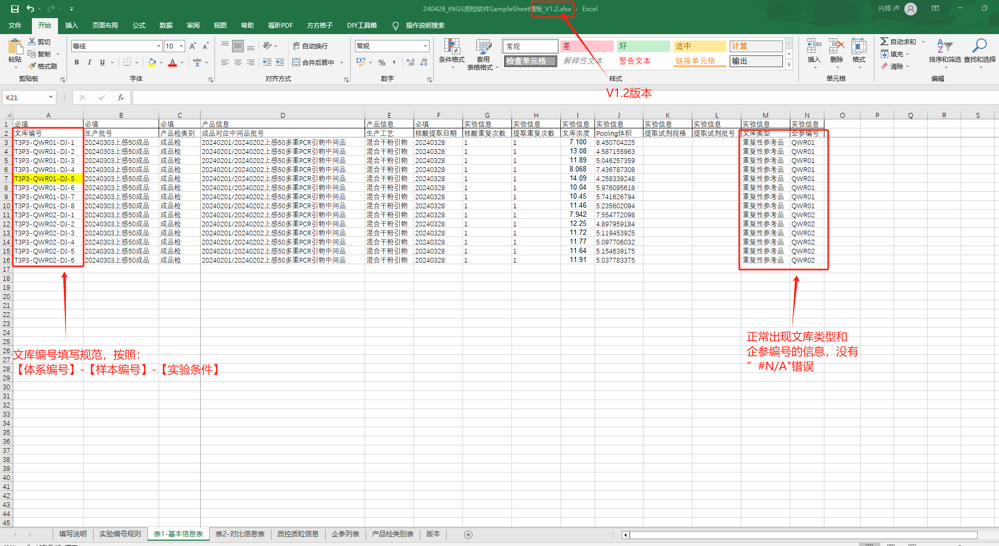 240428_tNGS质检软件SampleSheet模板_V1.2.xlsx - Excel
兴邦 卢
文件 开始 插入 页面布局 公式 数据 审阅 视图 帮助 福昕PDF 方方格子 DIY工具箱 操作说明搜索
粘贴 剪切 复制 格式刷
等线 10
自动换行
合并后居中
常规
条件格式 套用表格格式
常规 差 好 适中 计算
检查单元格 解释性文本 警告文本 链接单元格 输出
插入 删除 格式
自动求和 填充 清除
排序和筛选 查找和选择
剪贴板 字体 对齐方式 数字 样式 单元格 编辑
V1.2版本
K21
A B C D E F G H I J K L M N O P Q R S
1 必填 必填 必填 产品信息 产品信息 必填 实验信息 实验信息 实验信息 实验信息 实验信息 实验信息 实验信息 实验信息
2 文库编号 生产批号 产品检类别 成品对应中间品批号 生产工艺 核酸提取日期 核酸重复次数 提取重复次数 文库浓度 Pooling体积 提取试剂规格 提取试剂批号 文库类型 企参编号
3 T3P3-QWR01-DJ-1 20240303上感50成品 成品检 20240201/20240202上感50多重PCR引物中间品 混合干粉引物 20240328 1 1 7.100 8.450704225 重复性参考品 QWR01
4 T3P3-QWR01-DJ-2 20240303上感50成品 成品检 20240201/20240202上感50多重PCR引物中间品 混合干粉引物 20240328 1 1 13.08 4.587155963 重复性参考品 QWR01
5 T3P3-QWR01-DJ-3 20240303上感50成品 成品检 20240201/20240202上感50多重PCR引物中间品 混合干粉引物 20240328 1 1 11.89 5.046257359 重复性参考品 QWR01
6 T3P3-QWR01-DJ-4 20240303上感50成品 成品检 20240201/20240202上感50多重PCR引物中间品 混合干粉引物 20240328 1 1 8.068 7.436787308 重复性参考品 QWR01
7 T3P3-QWR01-DJ-5 20240303上感50成品 成品检 20240201/20240202上感50多重PCR引物中间品 混合干粉引物 20240328 1 1 14.09 4.258339248 重复性参考品 QWR01
8 T3P3-QWR01-DJ-6 20240303上感50成品 成品检 20240201/20240202上感50多重PCR引物中间品 混合干粉引物 20240328 1 1 10.04 5.976095618 重复性参考品 QWR01
9 T3P3-QWR01-DJ-7 20240303上感50成品 成品检 20240201/20240202上感50多重PCR引物中间品 混合干粉引物 20240328 1 1 10.45 5.741626794 重复性参考品 QWR01
10 T3P3-QWR01-DJ-8 20240303上感50成品 成品检 20240201/20240202上感50多重PCR引物中间品 混合干粉引物 20240328 1 1 11.46 5.235602094 重复性参考品 QWR01
11 T3P3-QWR02-DJ-1 20240303上感50成品 成品检 20240201/20240202上感50多重PCR引物中间品 混合干粉引物 20240328 1 1 7.942 7.554772098 重复性参考品 QWR02
12 T3P3-QWR02-DJ-2 20240303上感50成品 成品检 20240201/20240202上感50多重PCR引物中间品 混合干粉引物 20240328 1 1 12.25 4.897959184 重复性参考品 QWR02
13 T3P3-QWR02-DJ-3 20240303上感50成品 成品检 20240201/20240202上感50多重PCR引物中间品 混合干粉引物 20240328 1 1 11.72 5.119453925 重复性参考品 QWR02
14 T3P3-QWR02-DJ-4 20240303上感50成品 成品检 20240201/20240202上感50多重PCR引物中间品 混合干粉引物 20240328 1 1 11.77 5.097706032 重复性参考品 QWR02
15 T3P3-QWR02-DJ-5 20240303上感50成品 成品检 20240201/20240202上感50多重PCR引物中间品 混合干粉引物 20240328 1 1 11.64 5.154639175 重复性参考品 QWR02
16 T3P3-QWR02-DJ-6 20240303上感50成品 成品检 20240201/20240202上感50多重PCR引物中间品 混合干粉引物 20240328 1 1 11.91 5.037783375 重复性参考品 QWR02
17
18
19
20
21
22
23
24
25
26
27
28
29
30
31
32
33
34
35
36
37
38
39
40
41
42
43
44
45
文库编号填写规范，按照：
【体系编号】-【样本编号】-【实验条件】
正常出现文库类型和
企参编号的信息，没有
”#N/A"错误
填写说明 实验编号规则 表1-基本信息表 表2-对比信息表 质控质粒信息 企参列表 产品检类别表 版本